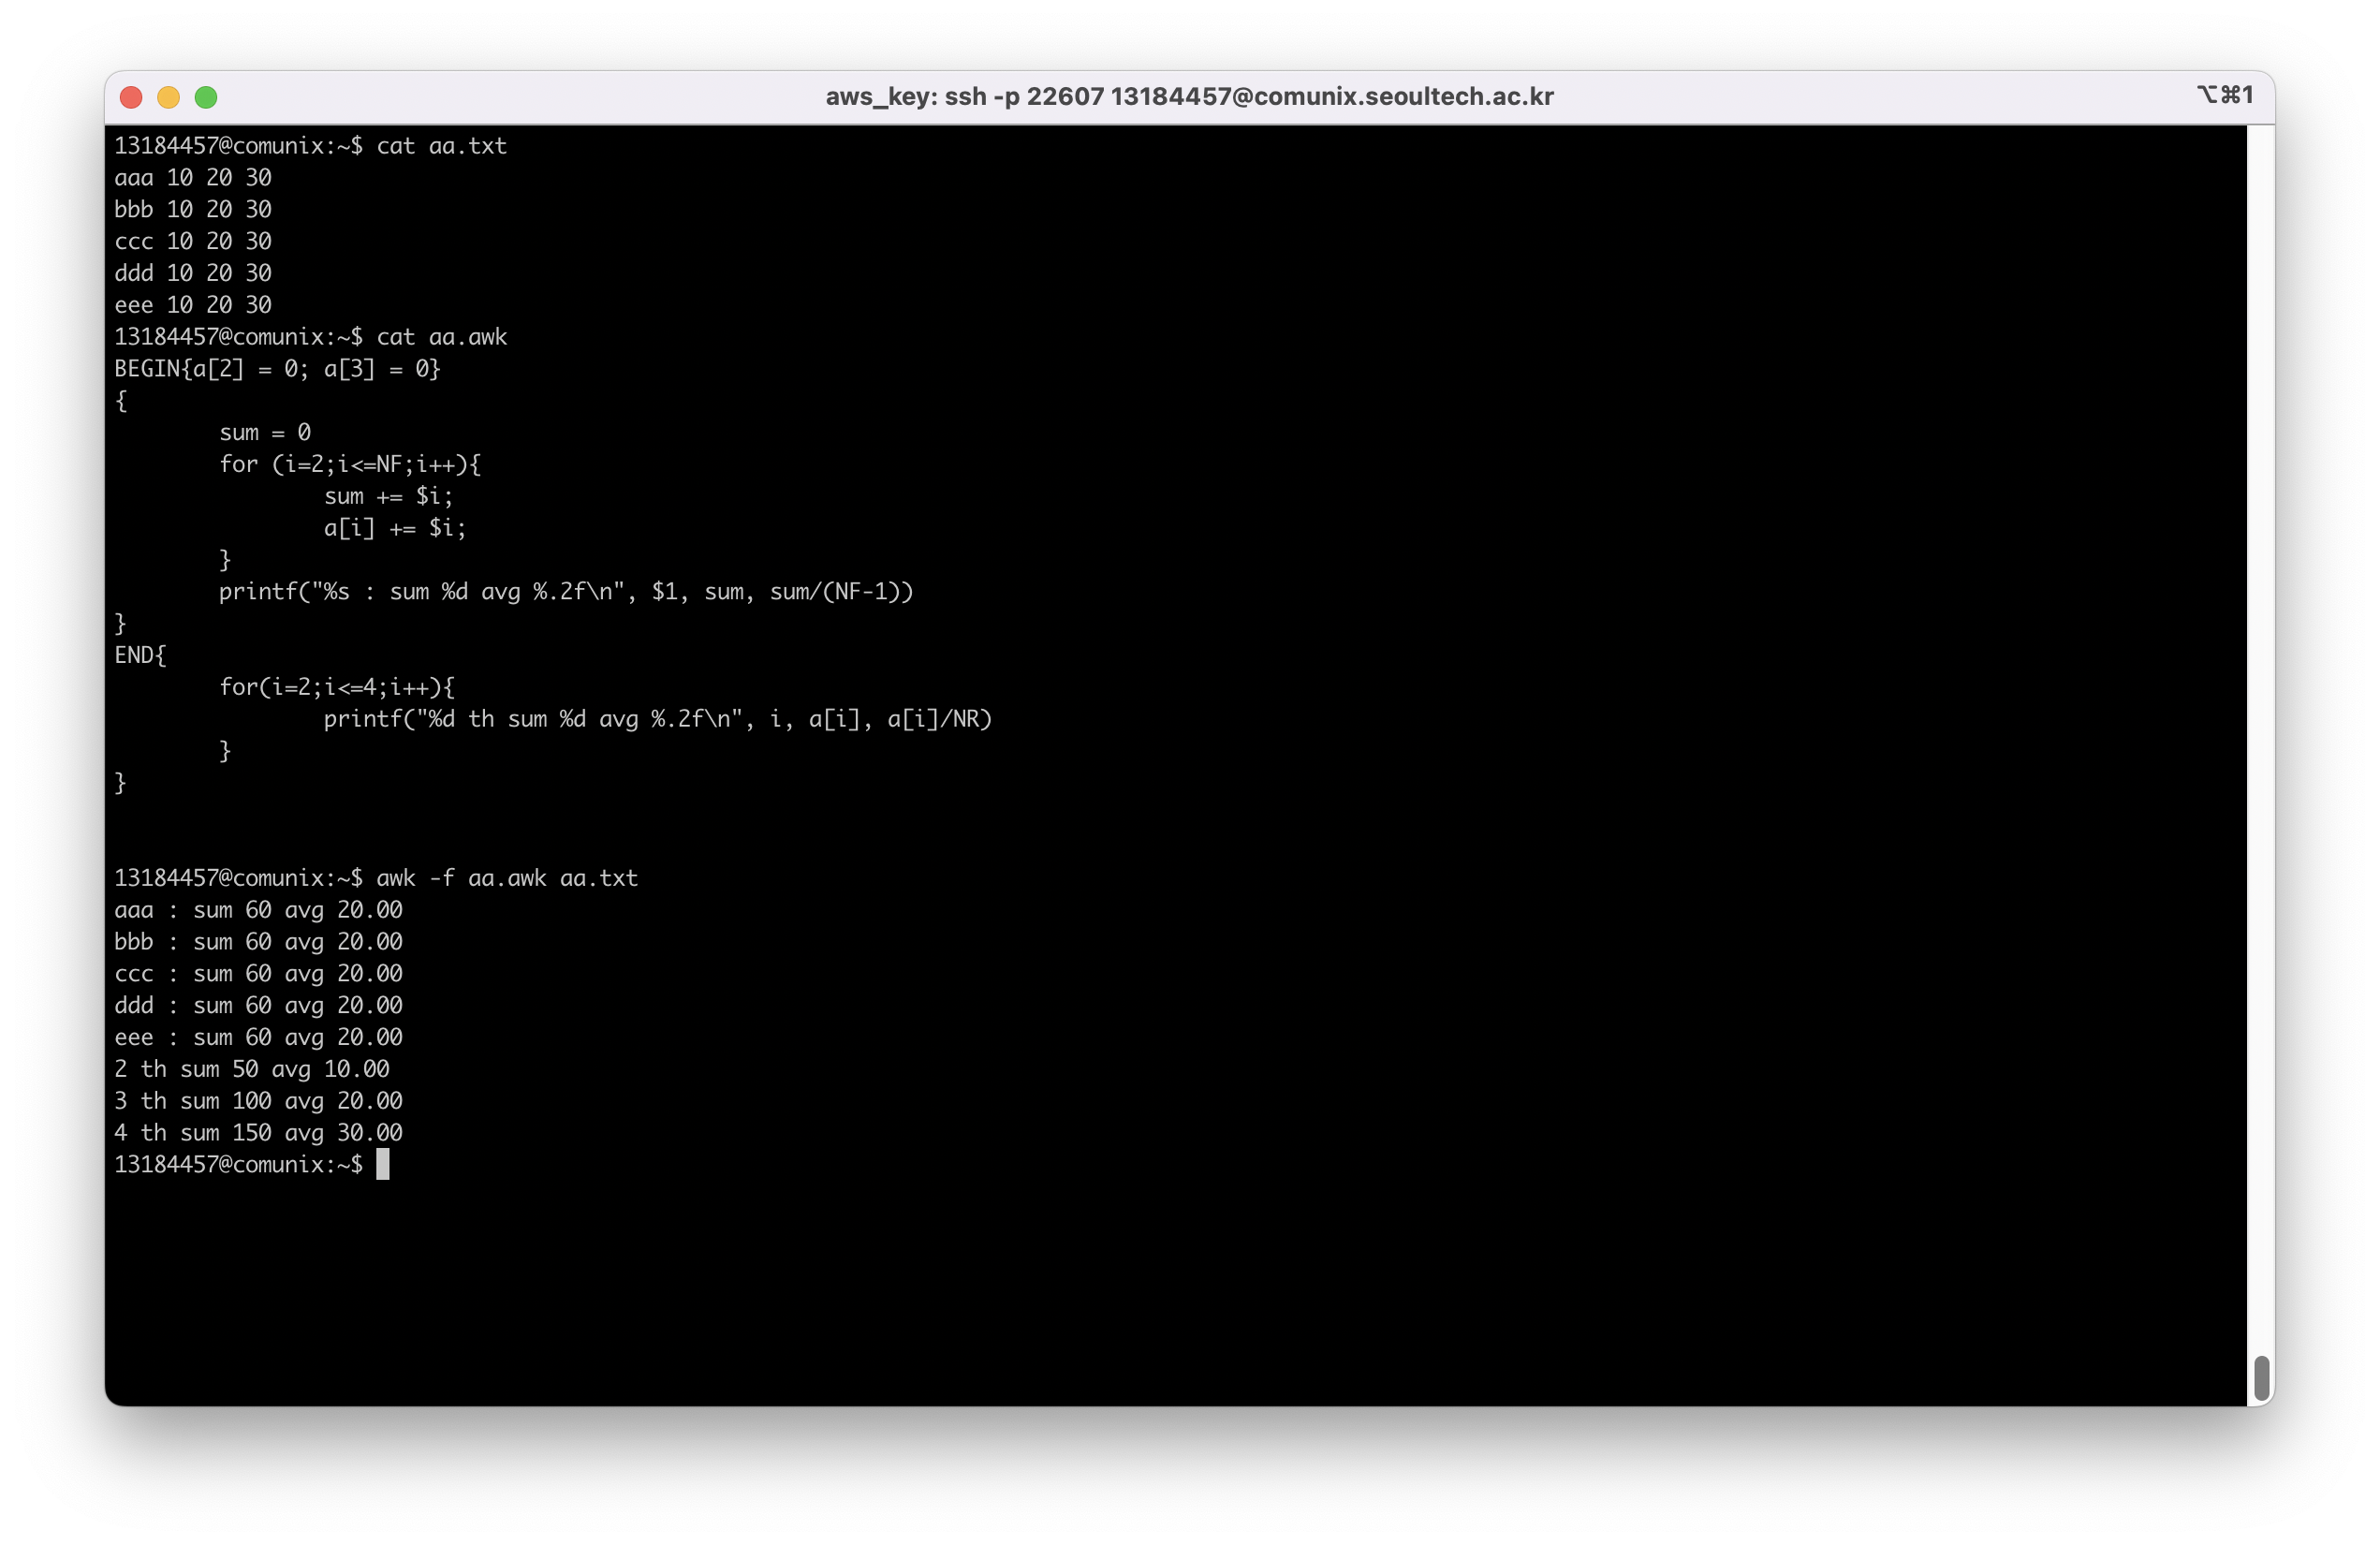 aws_key: ssh -p 22607 13184457@comunix.seoultech.ac.kr
⌥⌘1
13184457@comunix:~$ cat aa.txt
aaa 10 20 30
bbb 10 20 30
ccc 10 20 30
ddd 10 20 30
eee 10 20 30
13184457@comunix:~$ cat aa.awk
BEGIN{a[2] = 0; a[3] = 0}
{
        sum = 0
        for (i=2;i<=NF;i++){
                sum += $i;
                a[i] += $i;
        }
        printf("%s : sum %d avg %.2f\n", $1, sum, sum/(NF-1))
}
END{
        for(i=2;i<=4;i++){
                printf("%d th sum %d avg %.2f\n", i, a[i], a[i]/NR)
        }
}
13184457@comunix:~$ awk -f aa.awk aa.txt
aaa : sum 60 avg 20.00
bbb : sum 60 avg 20.00
ccc : sum 60 avg 20.00
ddd : sum 60 avg 20.00
eee : sum 60 avg 20.00
2 th sum 50 avg 10.00
3 th sum 100 avg 20.00
4 th sum 150 avg 30.00
13184457@comunix:~$